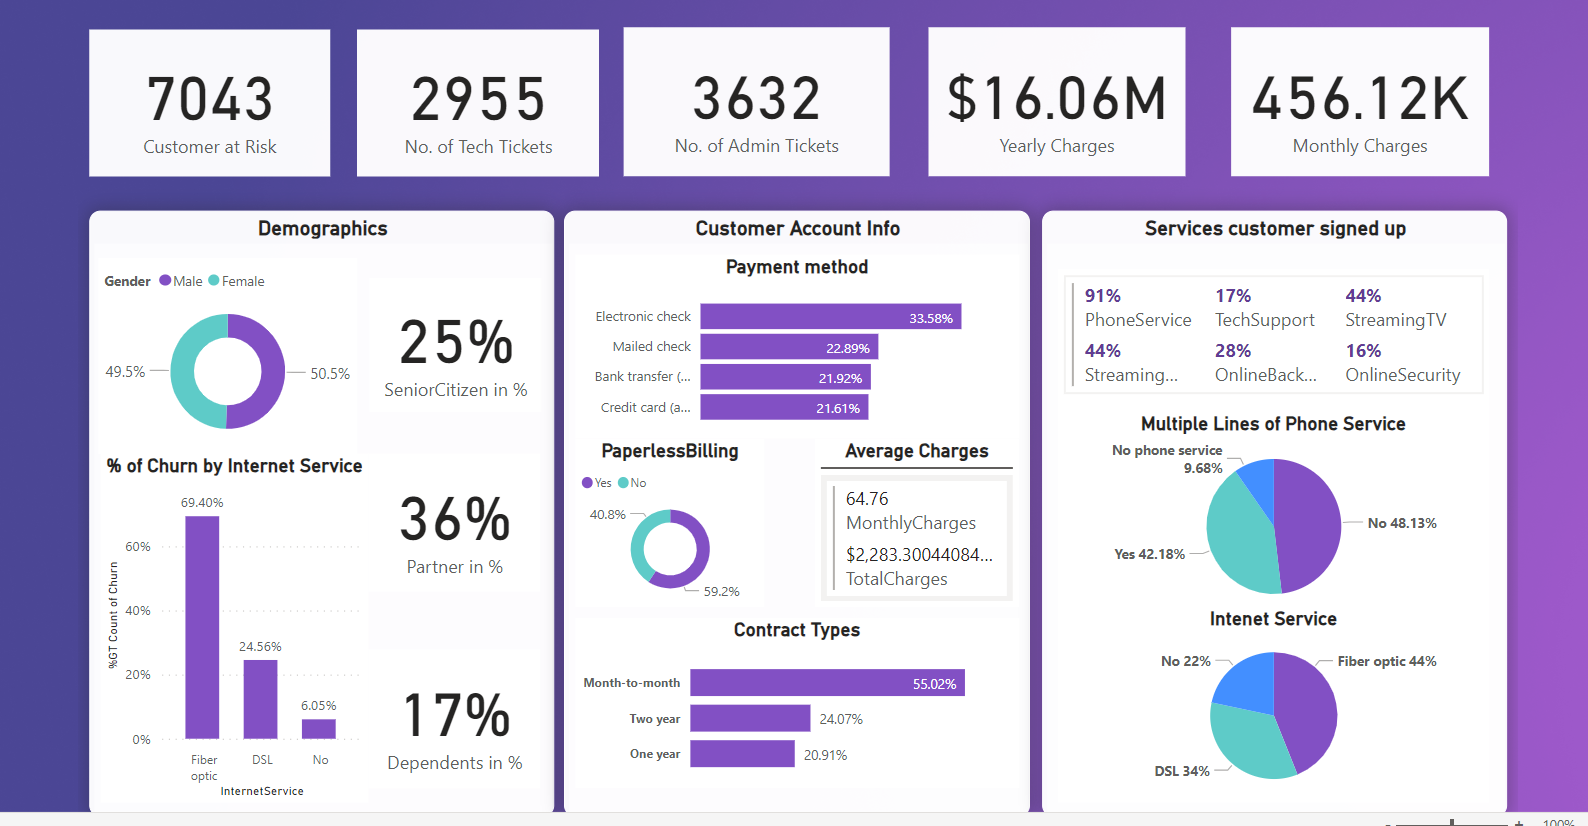 7043
Customer at Risk
2955
No. of Tech Tickets
3632
No. of Admin Tickets
$16.06M
Yearly Charges
456.12K
Monthly Charges
Demographics
Gender Male Female
49.5%
50.5%
25%
SeniorCitizen in %
% of Churn by Internet Service
69.40%
24.56%
6.05%
60%
40%
20%
0%
%GT Count of Churn
Fiber
optic
DSL
No
InternetService
36%
Partner in %
17%
Dependents in %
Customer Account Info
Payment method
Electronic check 33.58%
Mailed check 22.89%
Bank transfer (... 21.92%
Credit card (a... 21.61%
PaperlessBilling
Yes No
40.8%
59.2%
Average Charges
64.76
MonthlyCharges
$2,283.30044084...
TotalCharges
Contract Types
Month-to-month 55.02%
Two year 24.07%
One year 20.91%
Services customer signed up
91%
PhoneService
17%
TechSupport
44%
StreamingTV
44%
Streaming...
28%
OnlineBack...
16%
OnlineSecurity
Multiple Lines of Phone Service
No phone service
9.68%
No 48.13%
Yes 42.18%
Intenet Service
No 22%
Fiber optic 44%
DSL 34%
100%